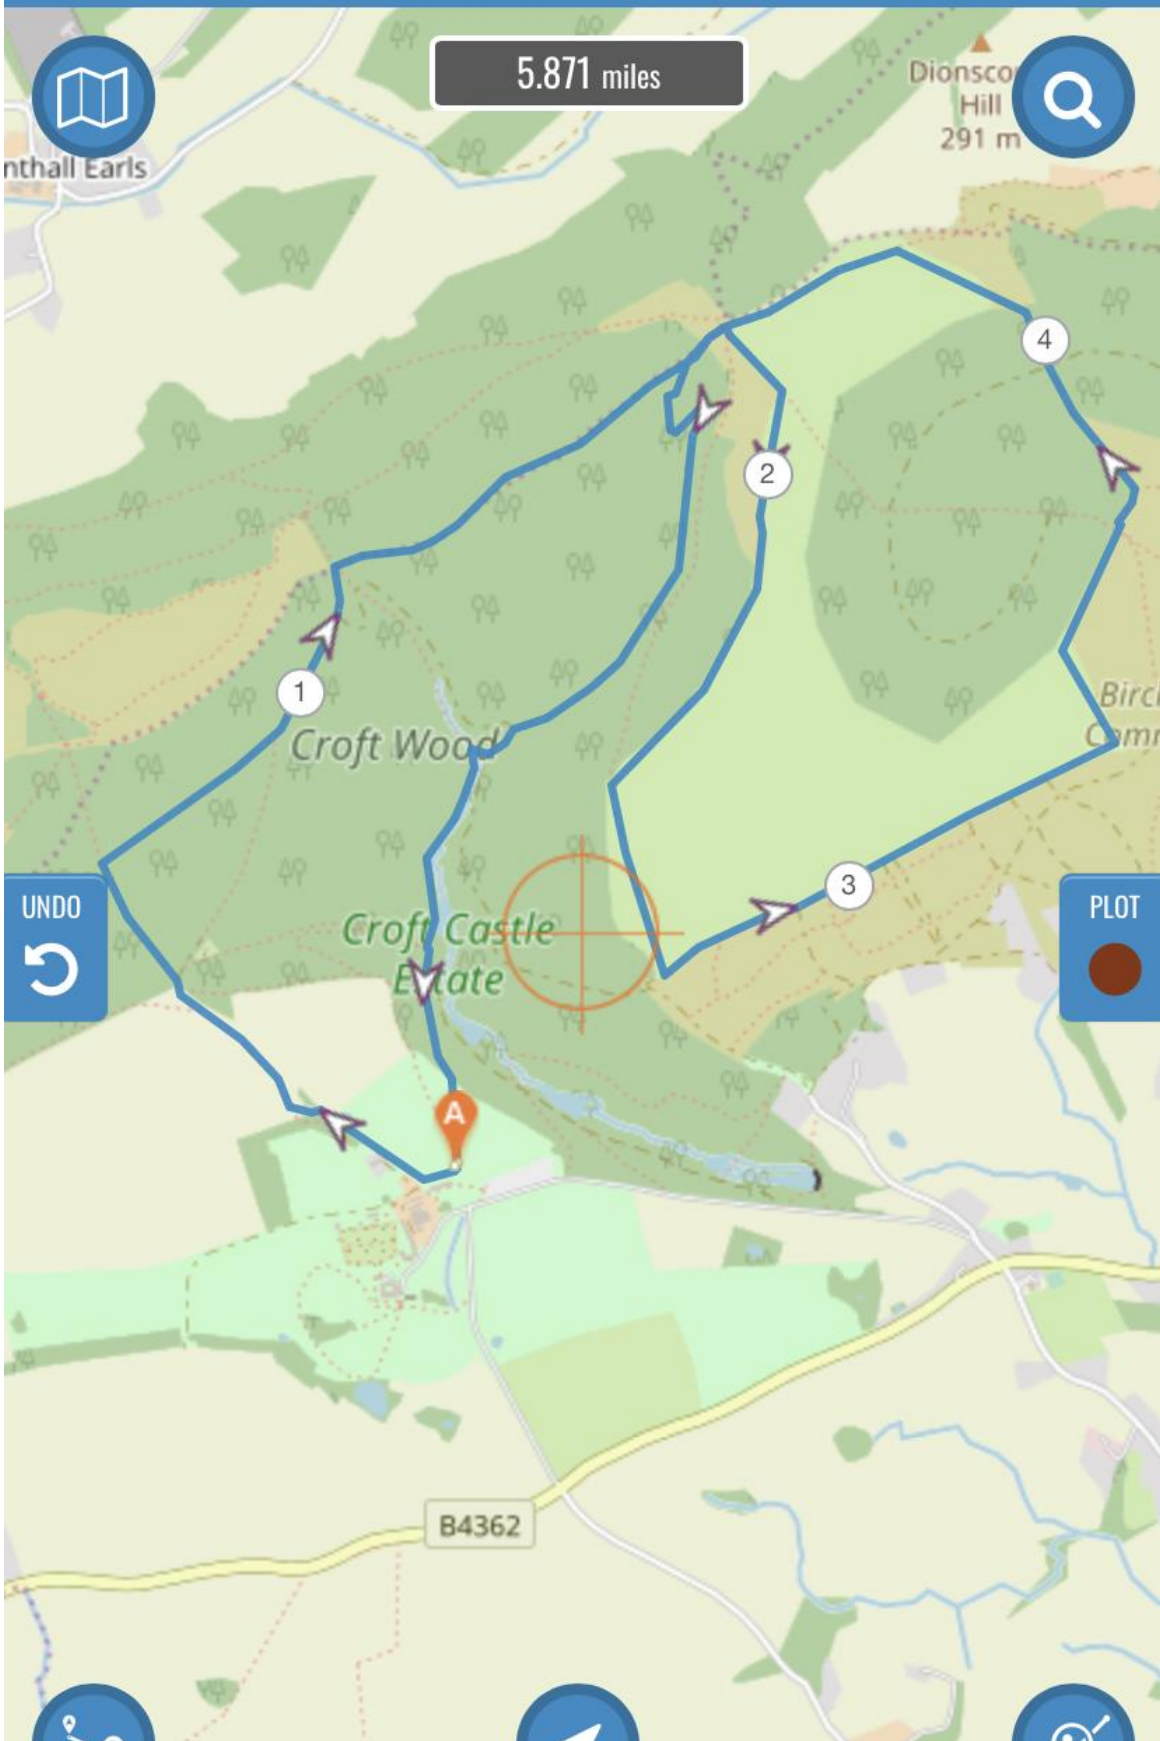 5.871 miles
Dionsco
Hill
291 m
nthall Earls
4
2
1
Croft Wood
Birc
Comm
UNDO
3
PLOT
Croft Castle
Estate
A
B4362